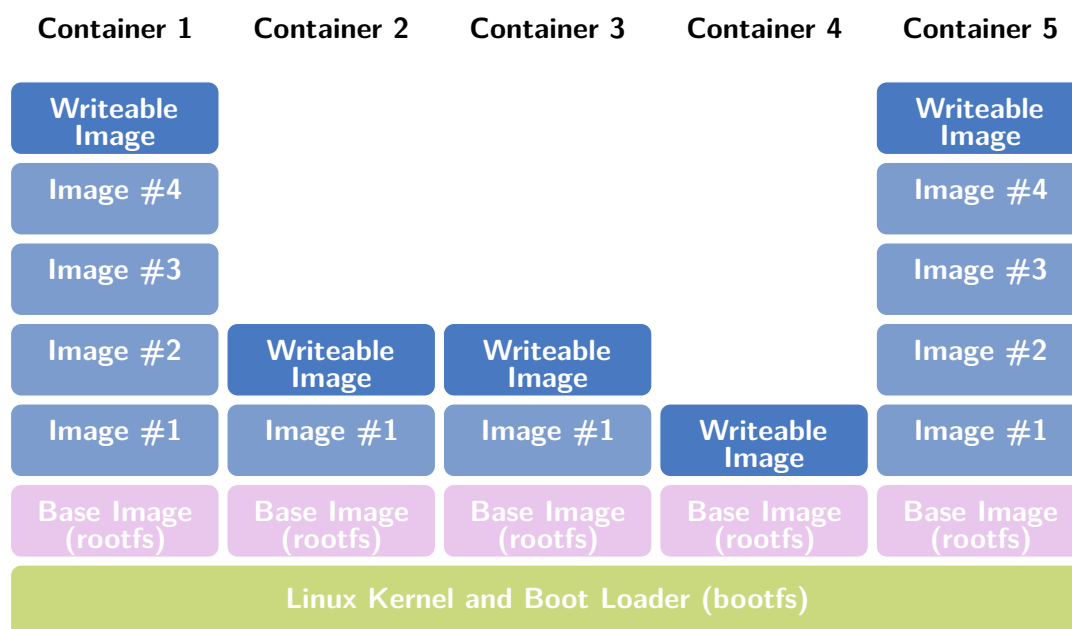 Container 1 Container 2 Container 3 Container 4 Container 5
Writeable Image Writeable Image
Image #4 Image #4
Image #3 Image #3
Image #2 Writeable Image Writeable Image Image #2
Image #1 Image #1 Image #1 Writeable Image Image #1
Base Image (rootfs) Base Image (rootfs) Base Image (rootfs) Base Image (rootfs) Base Image (rootfs)
Linux Kernel and Boot Loader (bootfs)